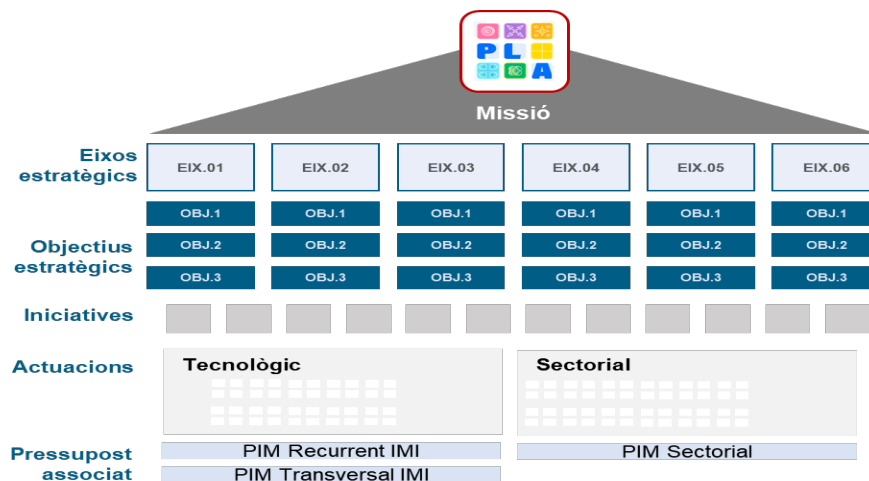 P L
A
Missió
Eixos
estratègics
EIX.01 EIX.02 EIX.03 EIX.04 EIX.05 EIX.06
OBJ.1 OBJ.1 OBJ.1 OBJ.1 OBJ.1 OBJ.1
Objectius
estratègics
OBJ.2 OBJ.2 OBJ.2 OBJ.2 OBJ.2 OBJ.2
OBJ.3 OBJ.3 OBJ.3 OBJ.3 OBJ.3 OBJ.3
Iniciatives
Actuacions
Tecnològic Sectorial
Pressupost
associat
PIM Recurrent IMI PIM Sectorial
PIM Transversal IMI